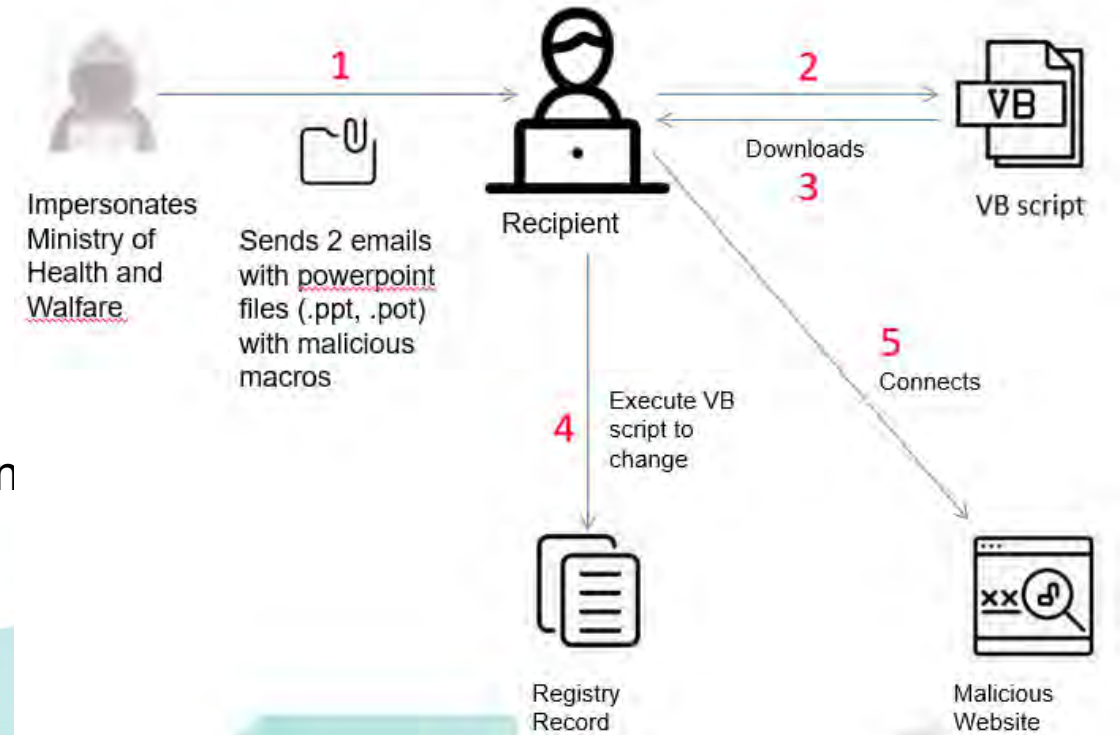 1
Impersonates
Ministry of
Health and
Walfare
Sends 2 emails
with powerpoint
files (.ppt, .pot)
with malicious
macros
Recipient
2
Downloads
3
VB
VB script
4
Execute VB
script to
change
5
Connects
Registry
Record
xx
Malicious
Website